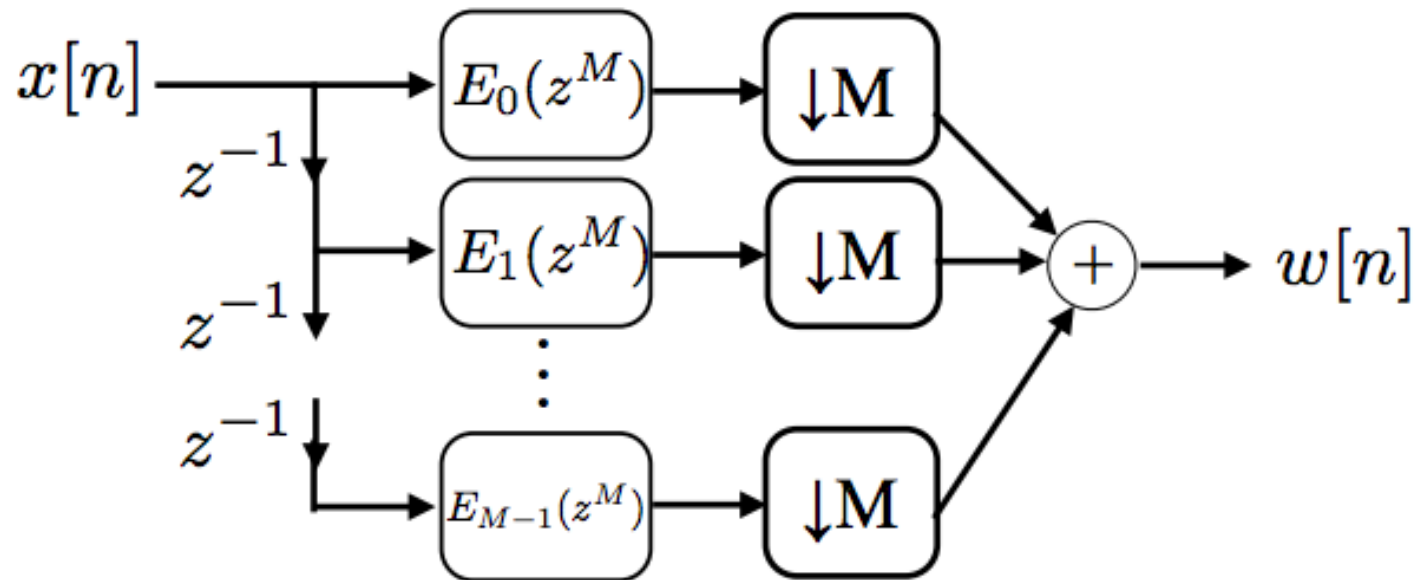 x[n] E_0(z^M) ↓M
z^{-1}
E_1(z^M) ↓M + w[n]
z^{-1}
⋮
z^{-1}
E_{M-1}(z^M) ↓M